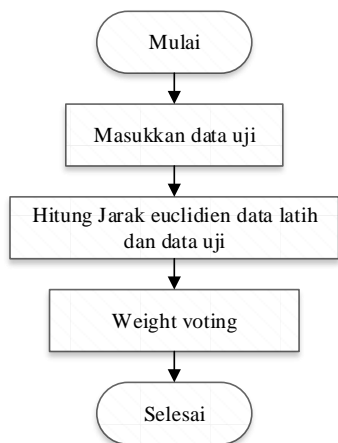 Mulai
Masukkan data uji
Hitung Jarak euclidien data latih
dan data uji
Weight voting
Selesai